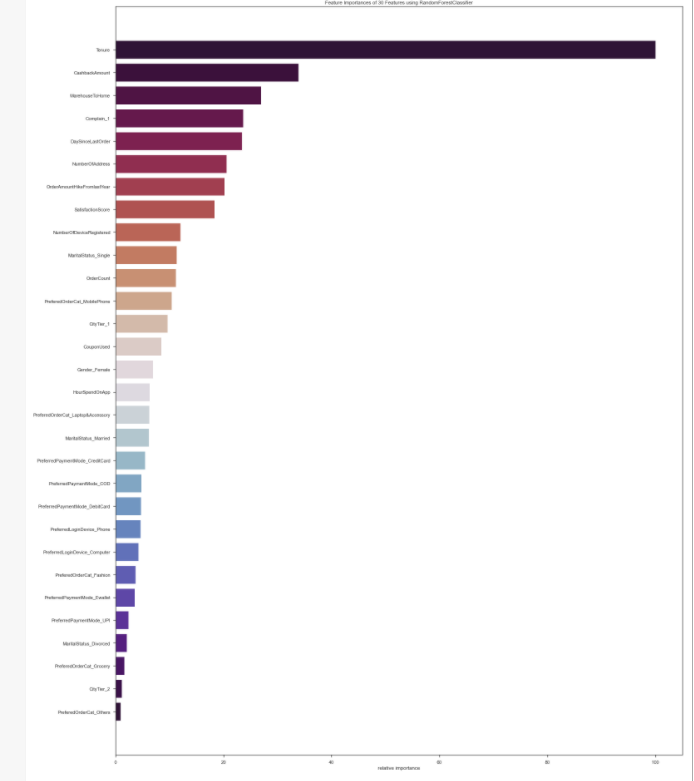 Feature Importances of 30 Features using RandomForestClassifier
Tenure
CashbackAmount
WarehouseToHome
Complain_1
DaySinceLastOrder
NumberOfAddress
OrderAmountHikeFromlastYear
SatisfactionScore
NumberOfDeviceRegistered
MaritalStatus_Single
OrderCount
PreferedOrderCat_MobilePhone
CityTier_1
CouponUsed
Gender_Female
HourSpendOnApp
PreferedOrderCat_Laptop&Accessory
MaritalStatus_Married
PreferredPaymentMode_CreditCard
PreferredPaymentMode_COD
PreferredPaymentMode_DebitCard
PreferredLoginDevice_Phone
PreferredLoginDevice_Computer
PreferedOrderCat_Fashion
PreferredPaymentMode_Ewallet
PreferredPaymentMode_UPI
MaritalStatus_Divorced
PreferedOrderCat_Grocery
CityTier_2
PreferedOrderCat_Others
0 20 40 60 80 100
relative importance